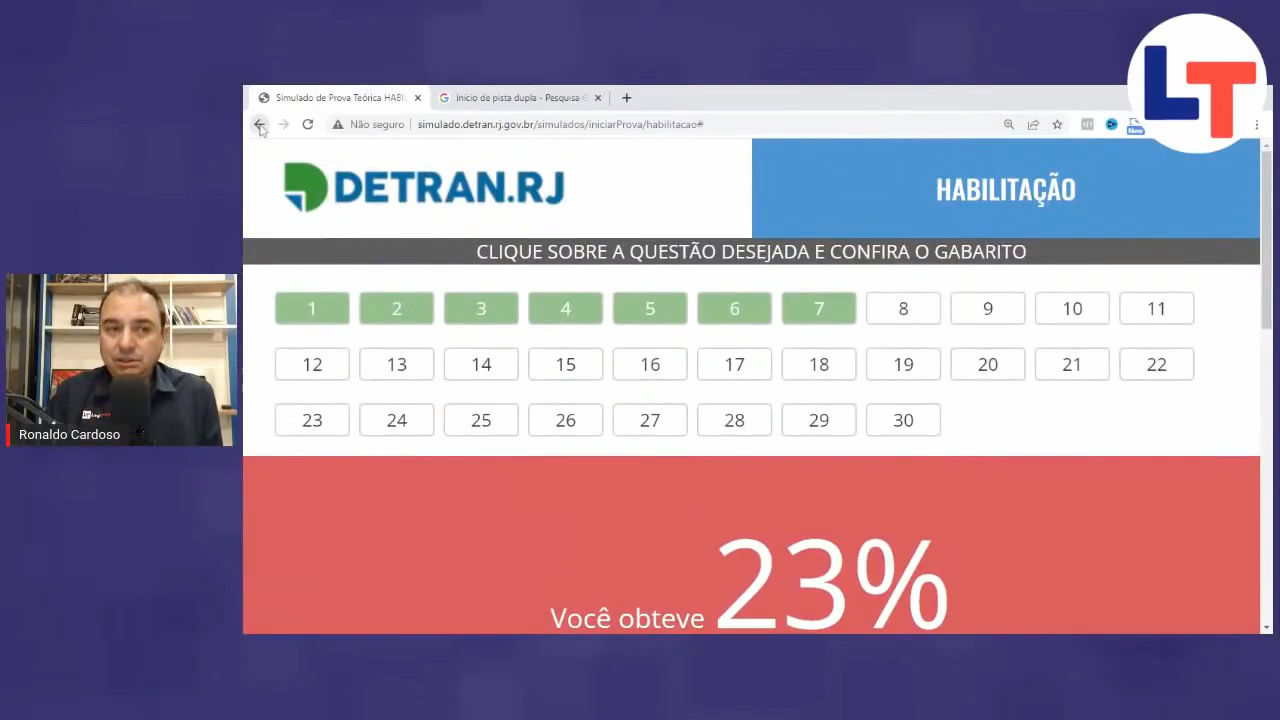 LT
Simulado de Prova Teórica HABI
início de pista dupla - Pesquisa G
Não seguro
simulado.detran.rj.gov.br/simulados/iniciarProva/habilitacao#
New
DETRAN.RJ
HABILITAÇÃO
CLIQUE SOBRE A QUESTÃO DESEJADA E CONFIRA O GABARITO
1 2 3 4 5 6 7 8 9 10 11
12 13 14 15 16 17 18 19 20 21 22
23 24 25 26 27 28 29 30
Ronaldo Cardoso
Você obteve 23%